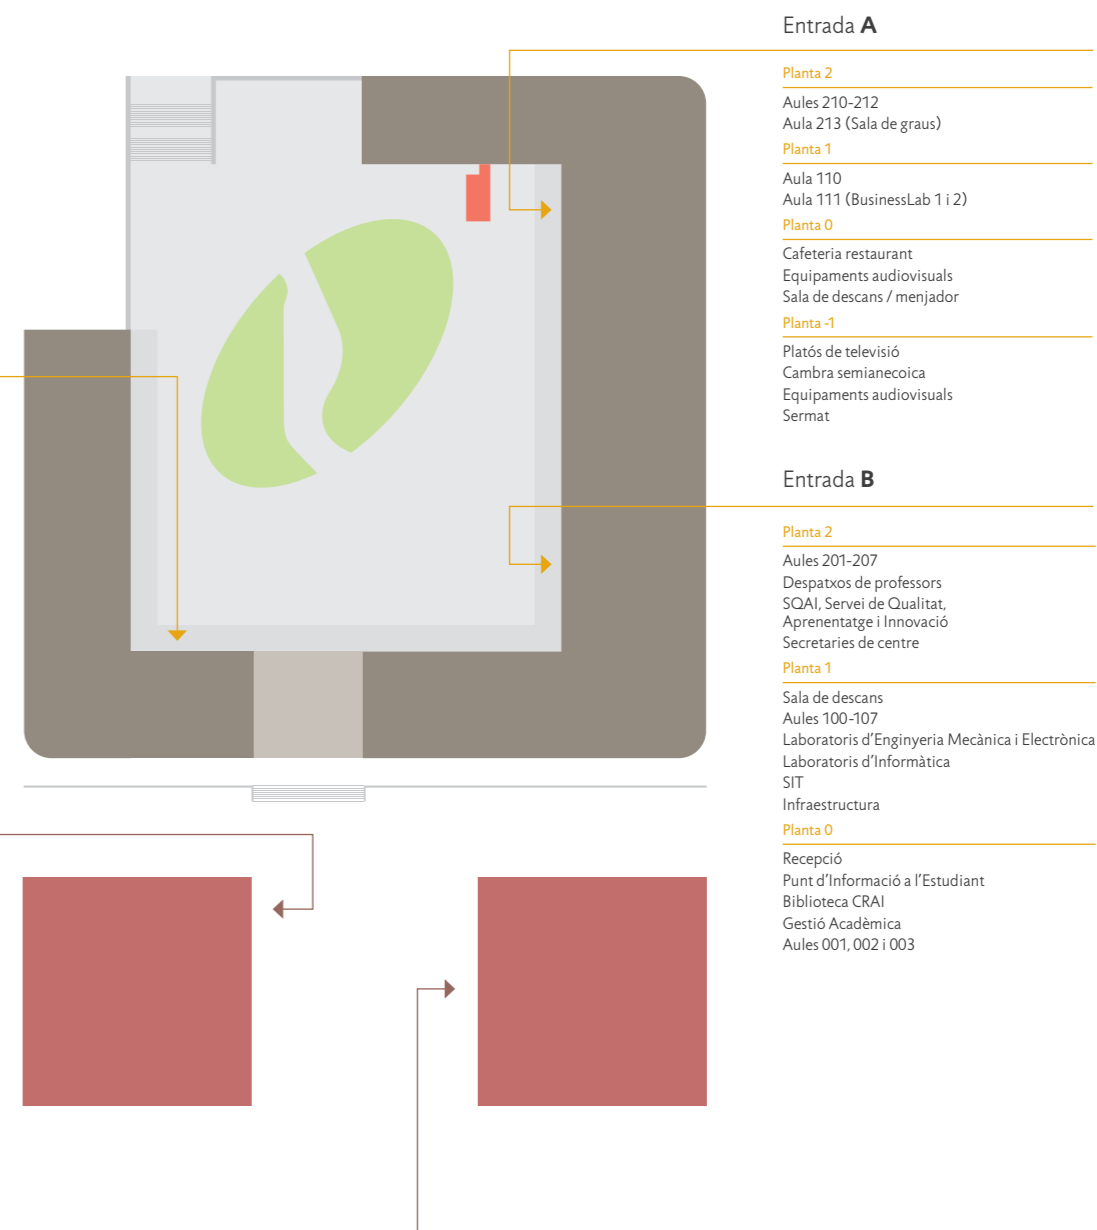 Entrada A
Planta 2
Aules 210-212
Aula 213 (Sala de graus)
Planta 1
Aula 110
Aula 111 (BusinessLab 1 i 2)
Planta 0
Cafeteria restaurant
Equipaments audiovisuals
Sala de descans / menjador
Planta -1
Platós de televisió
Cambra semianecoica
Equipaments audiovisuals
Sermat
Entrada B
Planta 2
Aules 201-207
Despatxos de professors
SQAI, Servei de Qualitat,
Aprenentatge i Innovació
Secretaries de centre
Planta 1
Sala de descans
Aules 100-107
Laboratoris d'Enginyeria Mecànica i Electrònica
Laboratoris d'Informàtica
SIT
Infraestructura
Planta 0
Recepció
Punt d'Informació a l'Estudiant
Biblioteca CRAI
Gestió Acadèmica
Aules 001, 002 i 003